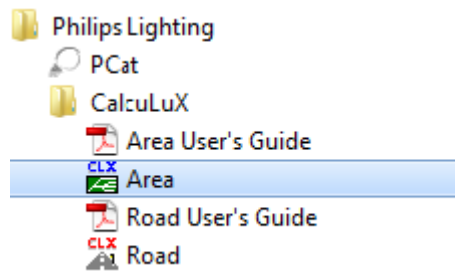 Philips Lighting
PCat
CalcuLuX
Area User's Guide
CLX
Area
Road User's Guide
CLX
Road